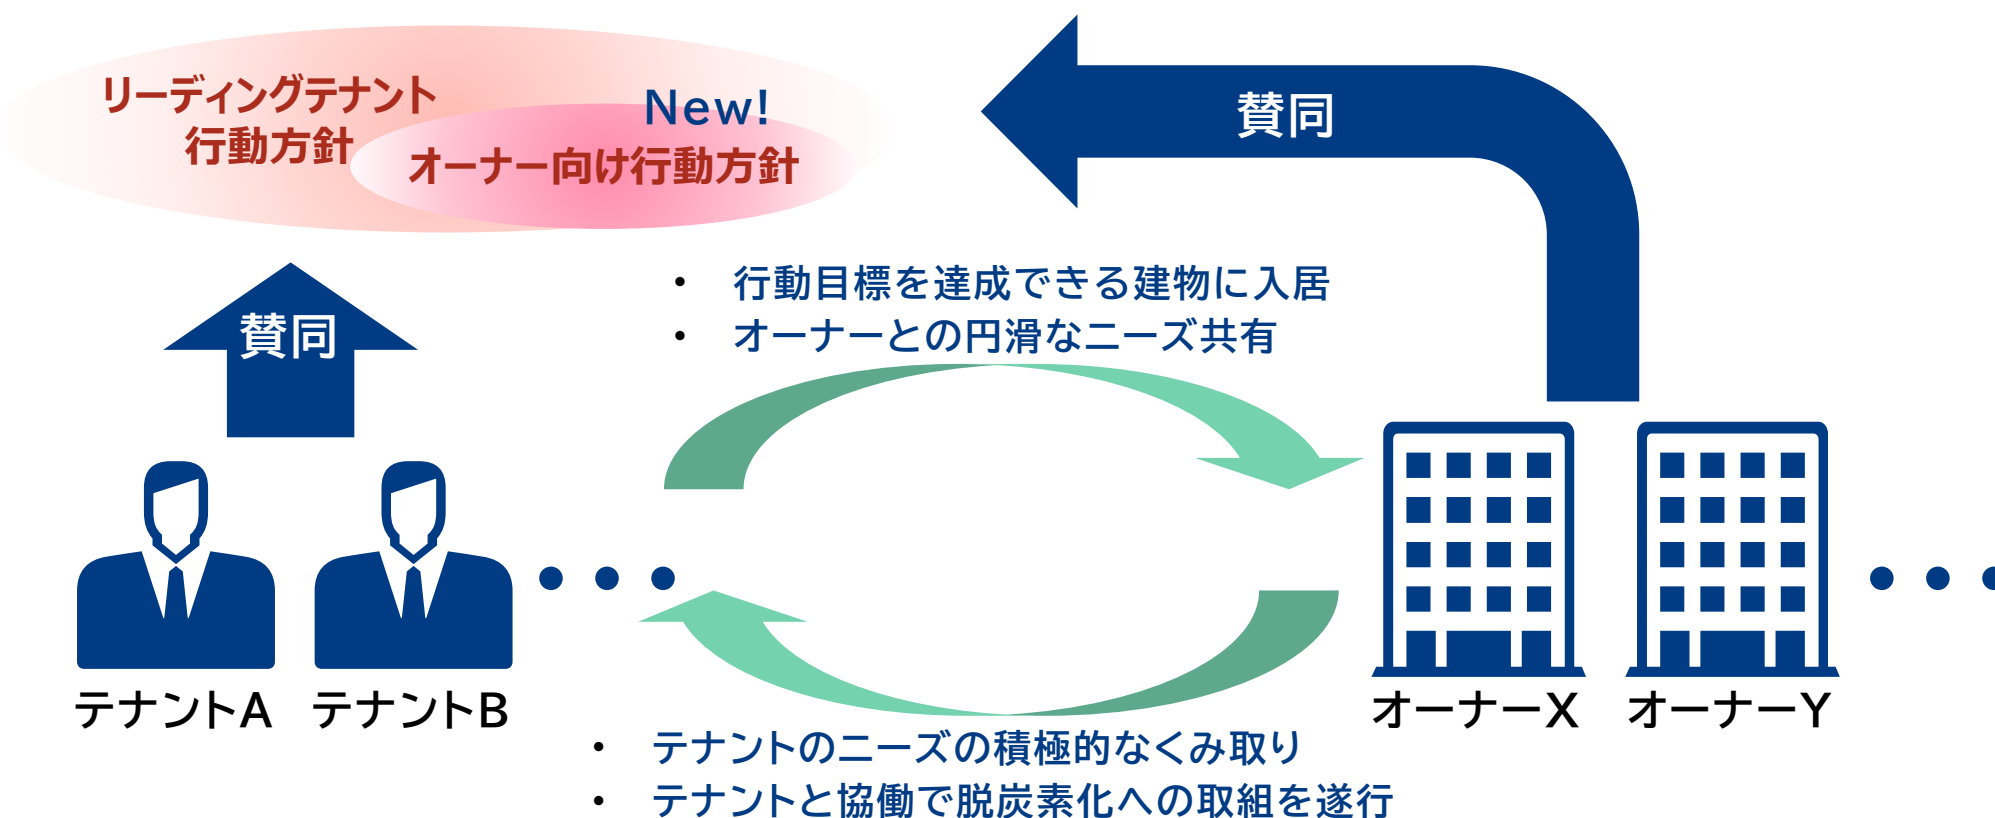 リーディングテナント
行動方針
New!
オーナー向け行動方針
賛同
賛同
・ 行動目標を達成できる建物に入居
・ オーナーとの円滑なニーズ共有
テナントA
テナントB
オーナーX
オーナーY
・ テナントのニーズの積極的なくみ取り
・ テナントと協働で脱炭素化への取組を遂行